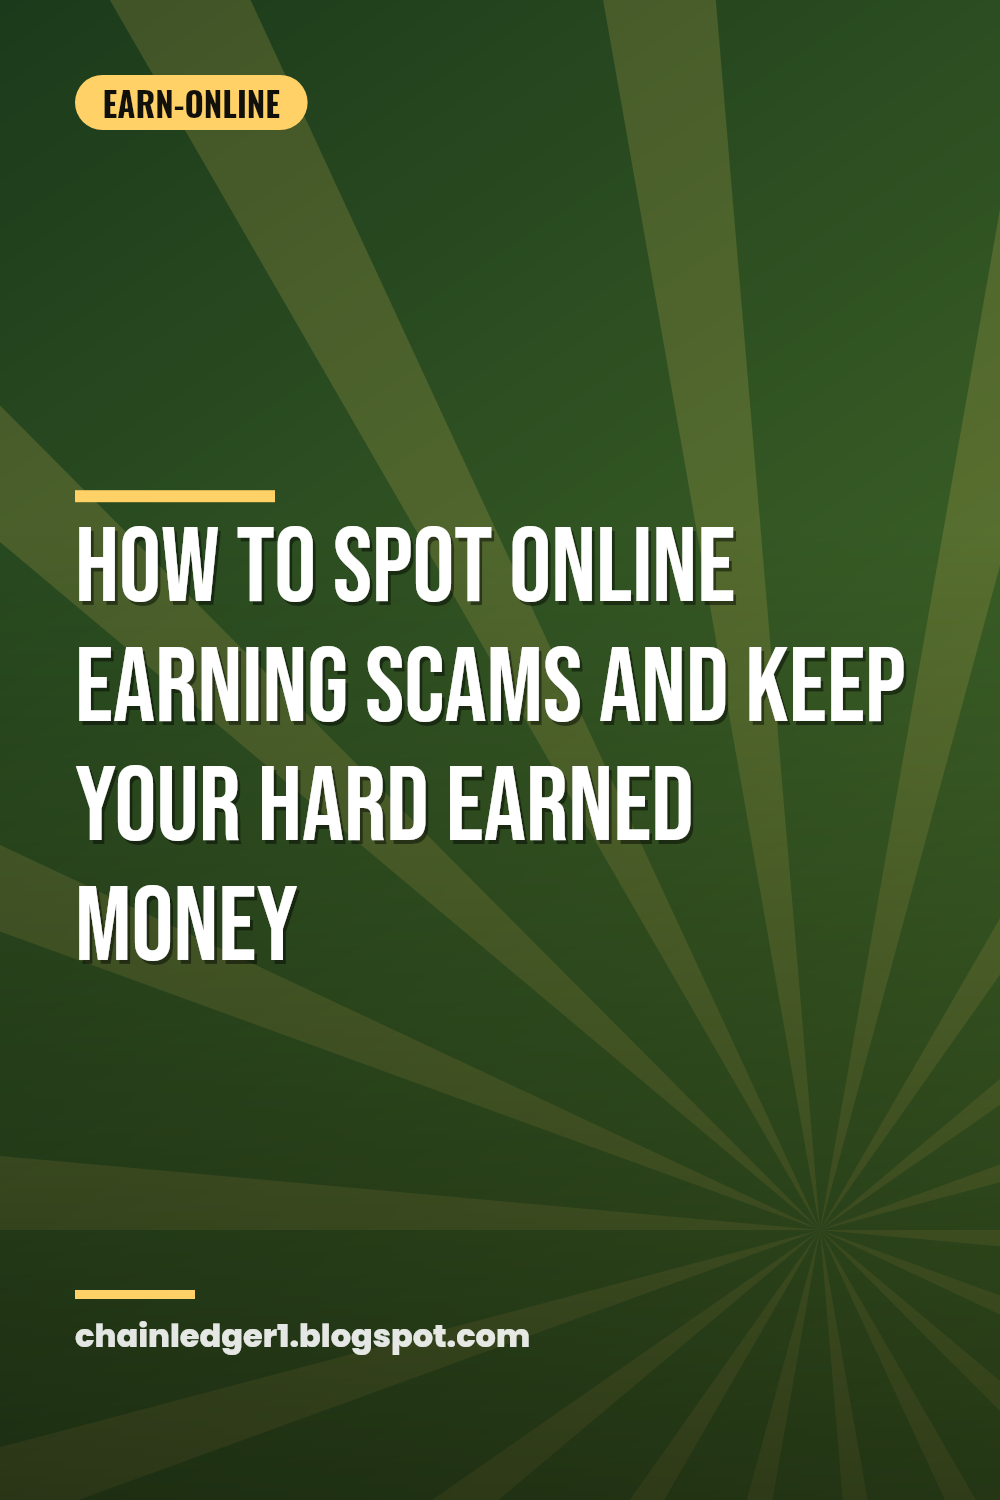 EARN-ONLINE
HOW TO SPOT ONLINE
EARNING SCAMS AND KEEP
YOUR HARD EARNED
MONEY
chainledger1.blogspot.com